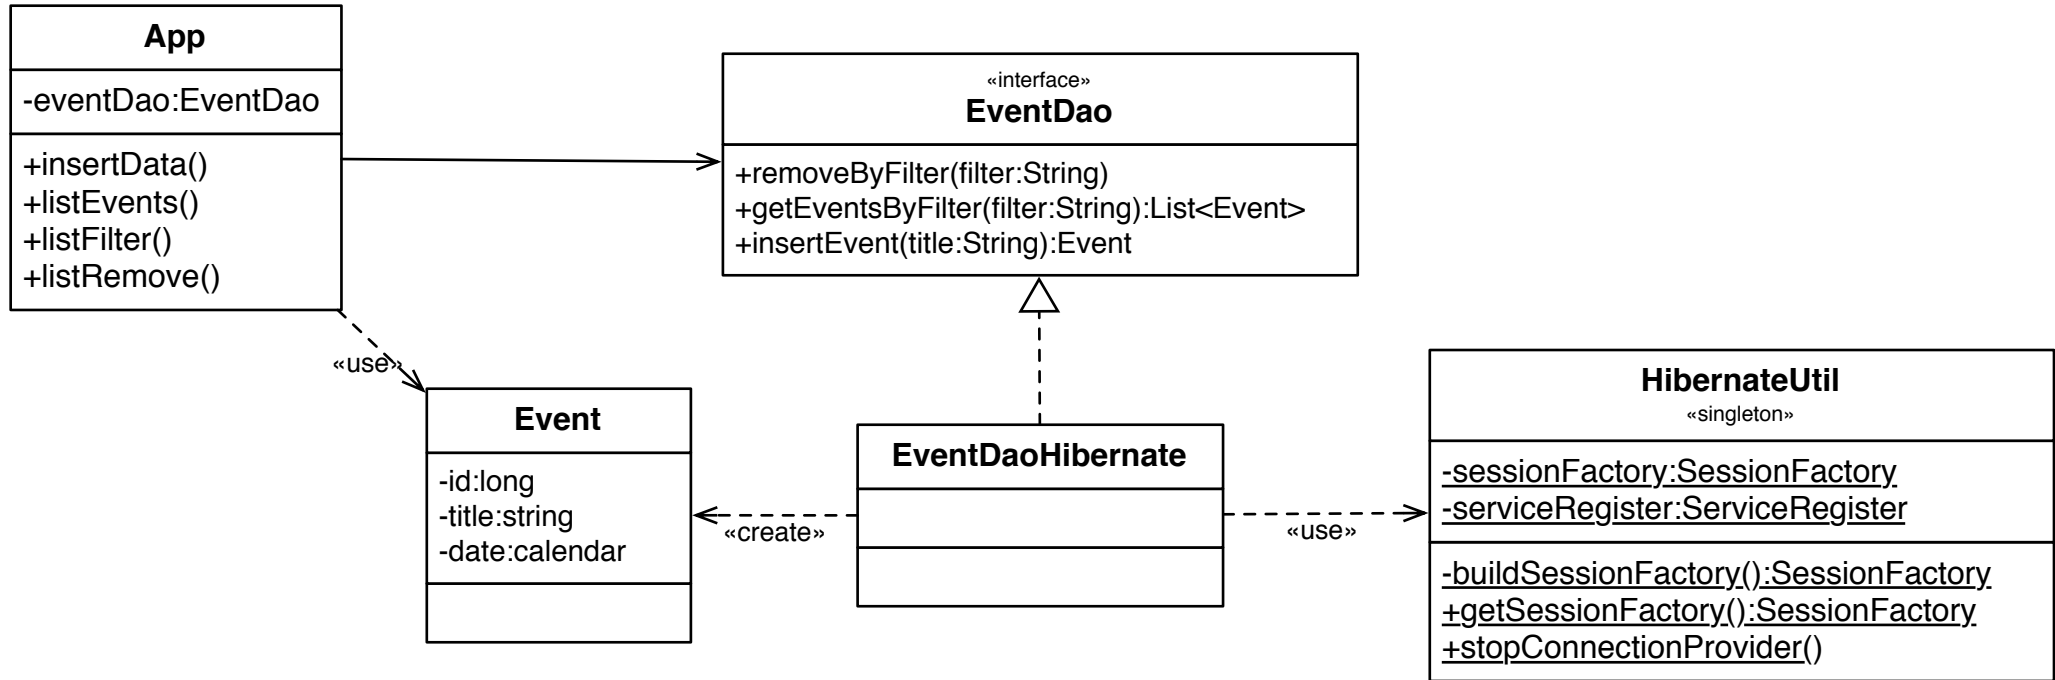 App
-eventDao:EventDao
+insertData()
+listEvents()
+listFilter()
+listRemove()
«interface»
EventDao
+removeByFilter(filter:String)
+getEventsByFilter(filter:String):List<Event>
+insertEvent(title:String):Event
«use»
Event
-id:long
-title:string
-date:calendar
«create»
EventDaoHibernate
«use»
HibernateUtil
«singleton»
-sessionFactory:SessionFactory
-serviceRegister:ServiceRegister
-buildSessionFactory():SessionFactory
+getSessionFactory():SessionFactory
+stopConnectionProvider()